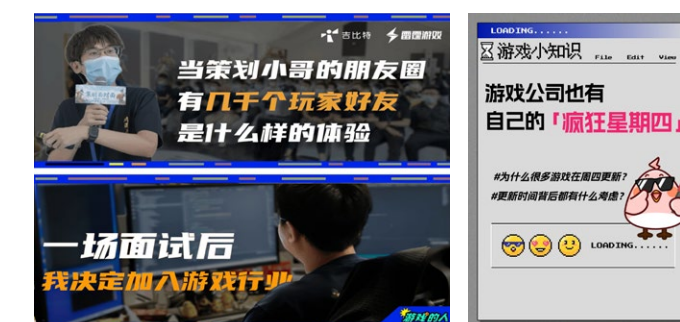 吉比特 雷霆游戏
当策划小哥的朋友圈
有几千个玩家好友
是什么样的体验
一场面试后
我决定加入游戏行业
游戏的人
LOADING......
游戏小知识 File Edit View
游戏公司也有
自己的「疯狂星期四」
#为什么很多游戏在周四更新?
#更新时间背后都有什么考虑?
LOADING......